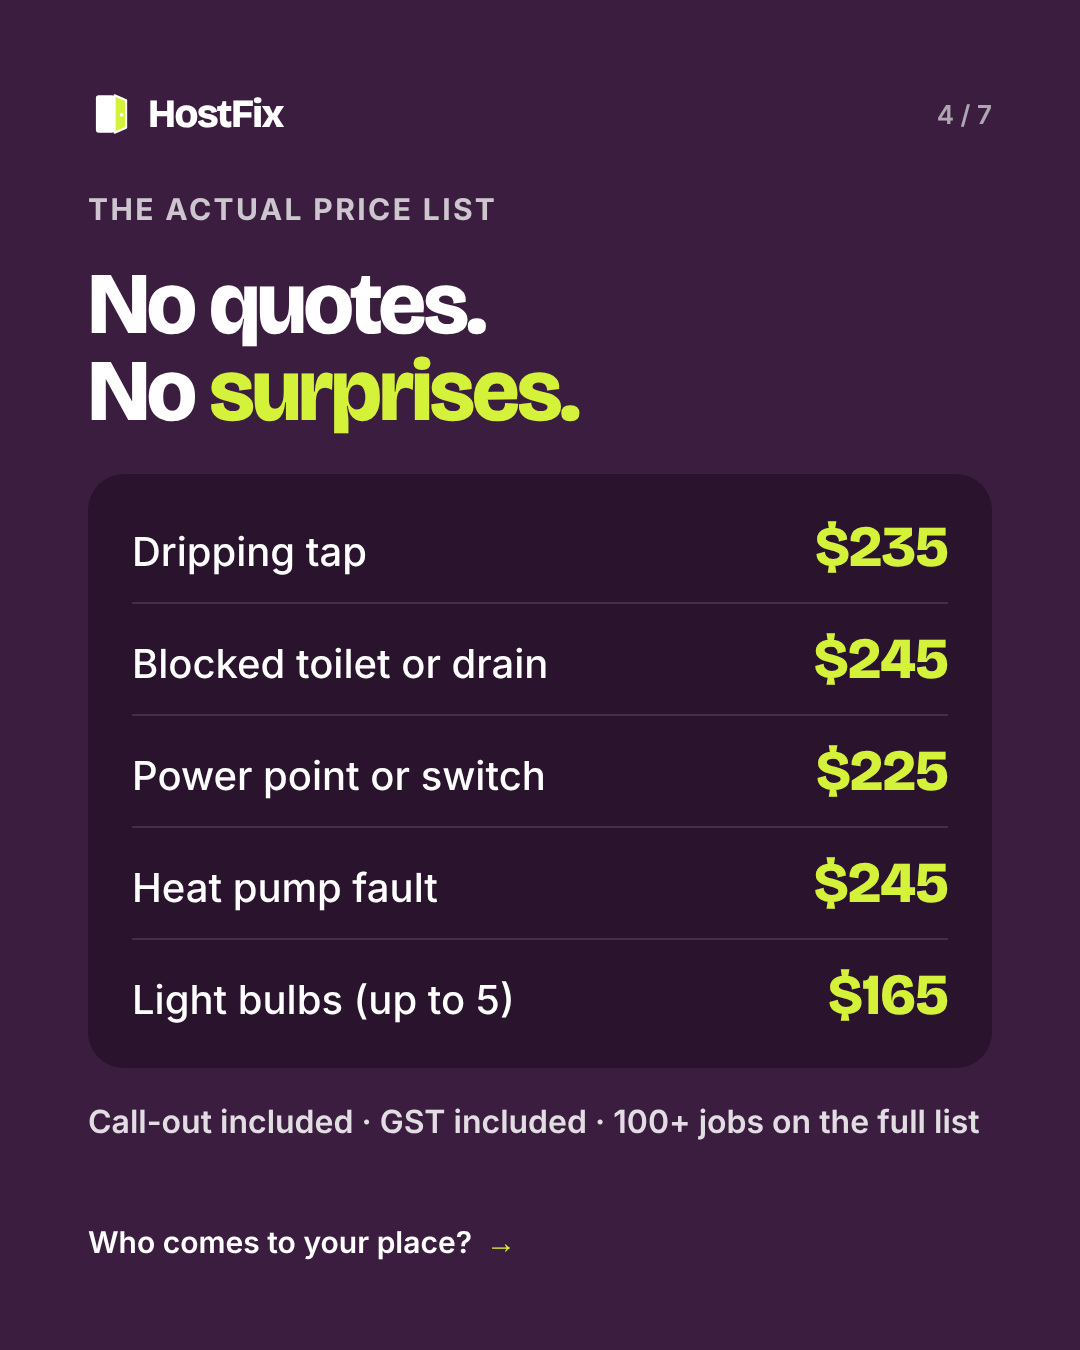 HostFix
4 / 7
THE ACTUAL PRICE LIST
No quotes.
No surprises.
Dripping tap $235
Blocked toilet or drain $245
Power point or switch $225
Heat pump fault $245
Light bulbs (up to 5) $165
Call-out included · GST included · 100+ jobs on the full list
Who comes to your place? →